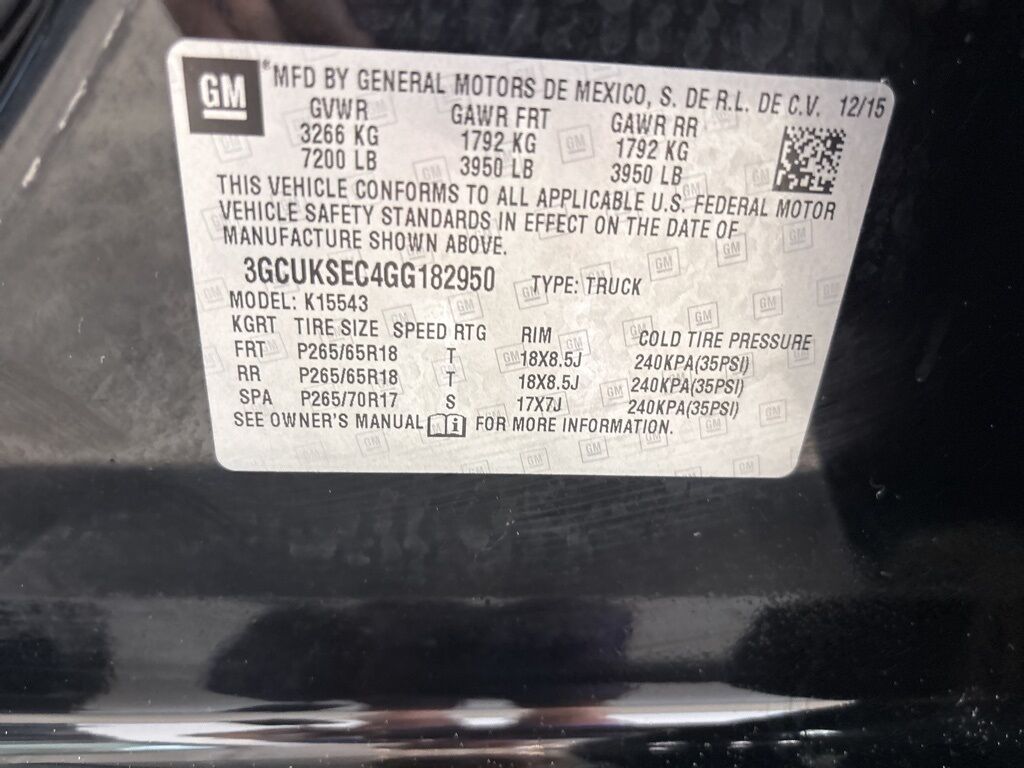 GM ® MFD BY GENERAL MOTORS DE MEXICO, S. DE R.L. DE C.V. 12/15
GVWR GAWR FRT GAWR RR
3266 KG 1792 KG 1792 KG
7200 LB 3950 LB 3950 LB
THIS VEHICLE CONFORMS TO ALL APPLICABLE U.S. FEDERAL MOTOR
VEHICLE SAFETY STANDARDS IN EFFECT ON THE DATE OF
MANUFACTURE SHOWN ABOVE.
3GCUKSEC4GG182950 TYPE: TRUCK
MODEL: K15543
KGRT TIRE SIZE SPEED RTG RIM COLD TIRE PRESSURE
FRT P265/65R18 T 18X8.5J 240KPA(35PSI)
RR P265/65R18 T 18X8.5J 240KPA(35PSI)
SPA P265/70R17 S 17X7J 240KPA(35PSI)
SEE OWNER'S MANUAL i FOR MORE INFORMATION.